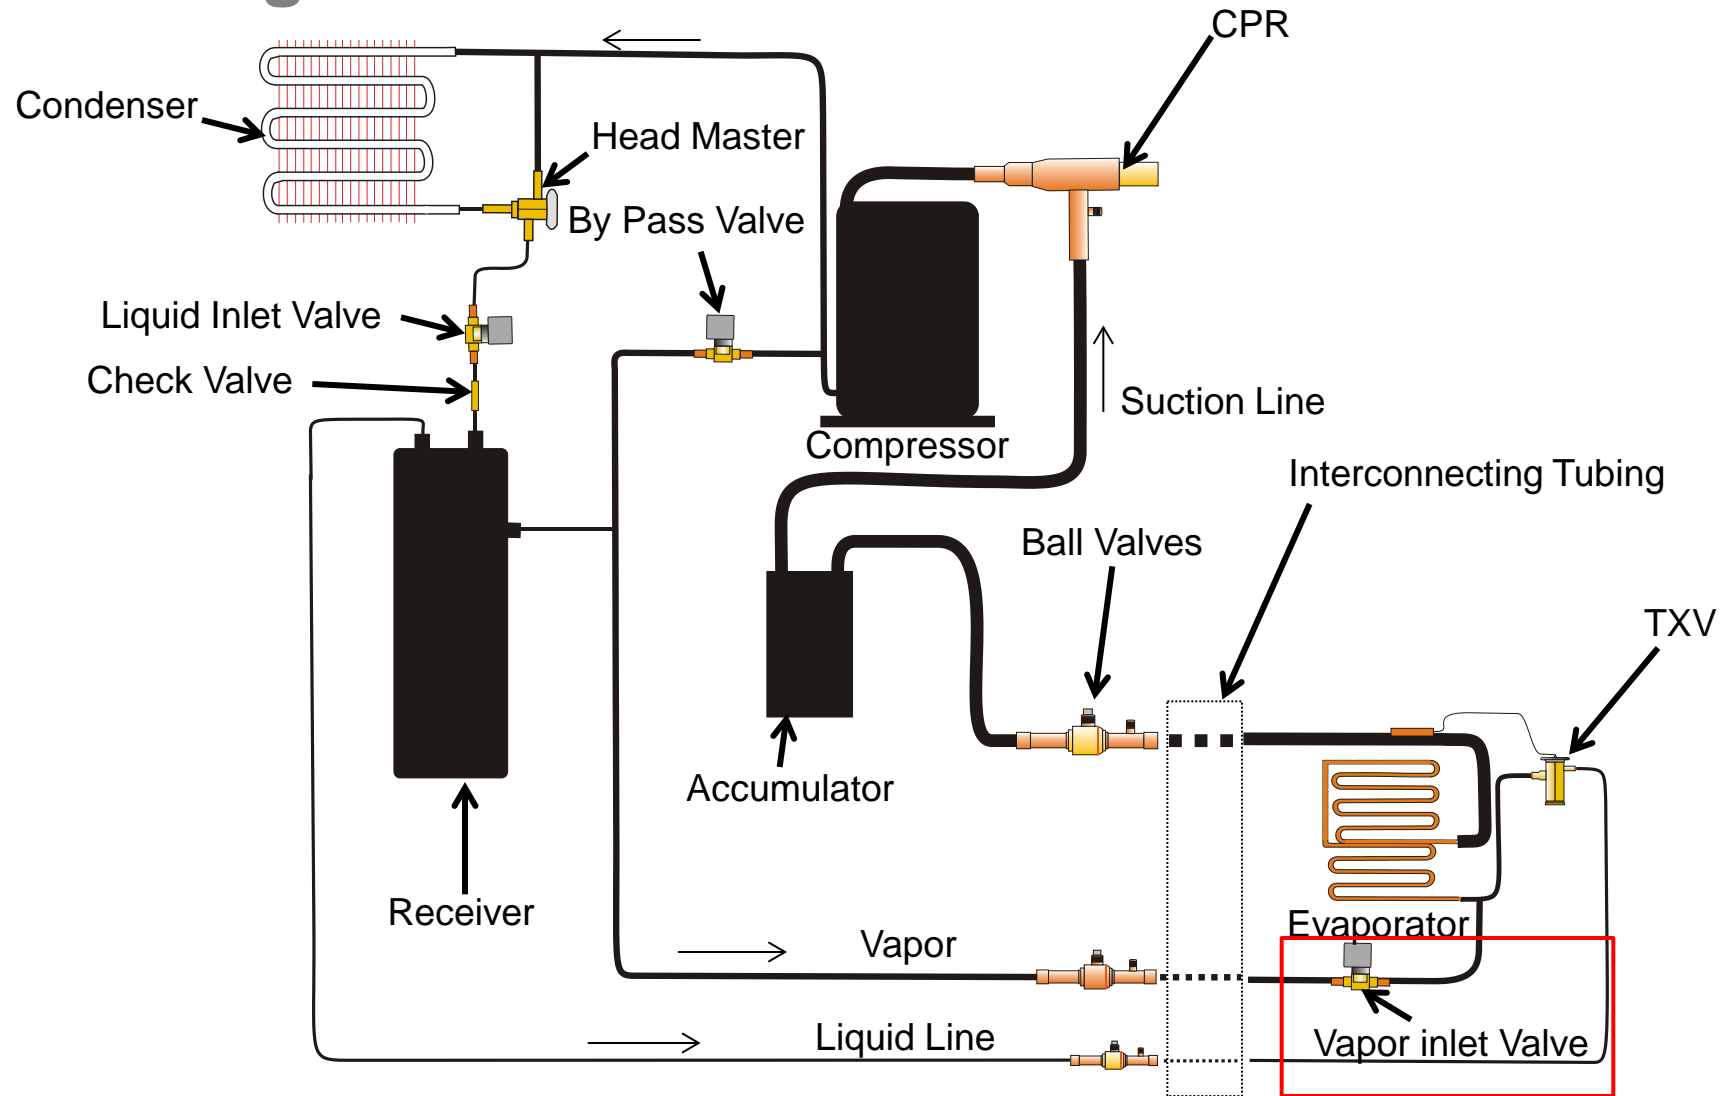 CPR
Condenser
Head Master
By Pass Valve
Liquid Inlet Valve
Check Valve
Suction Line
Compressor
Interconnecting Tubing
Ball Valves
TXV
Accumulator
Receiver
Evaporator
Vapor
Liquid Line
Vapor inlet Valve